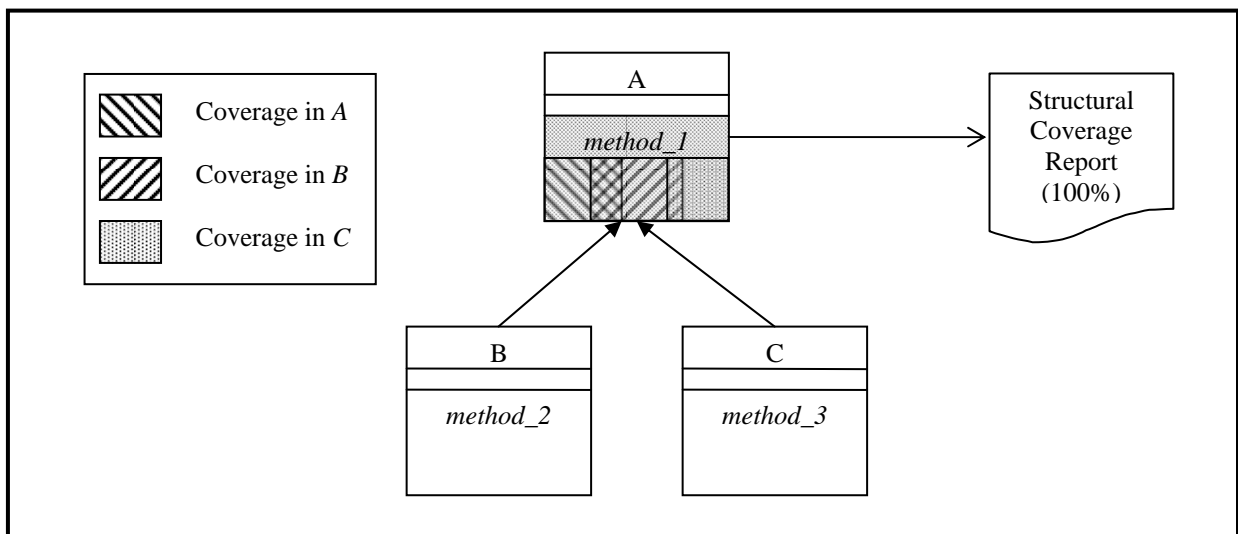 Coverage in A
Coverage in B
Coverage in C
A
method_1
Structural
Coverage
Report
(100%)
B
method_2
C
method_3